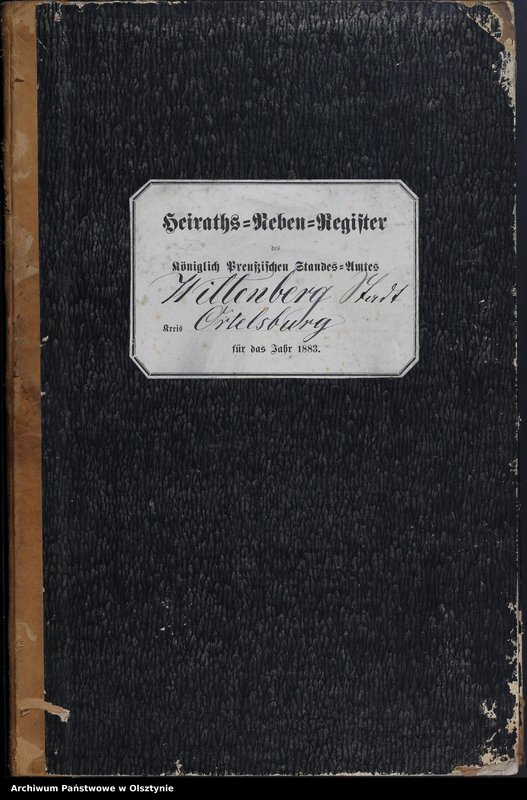 Heiraths=Neben=Register
des
Königlich Preußischen Standes=Amtes
Willenberg Stadt
Kreis Ortelsburg
für das Jahr 1883.
Archiwum Państwowe w Olsztynie